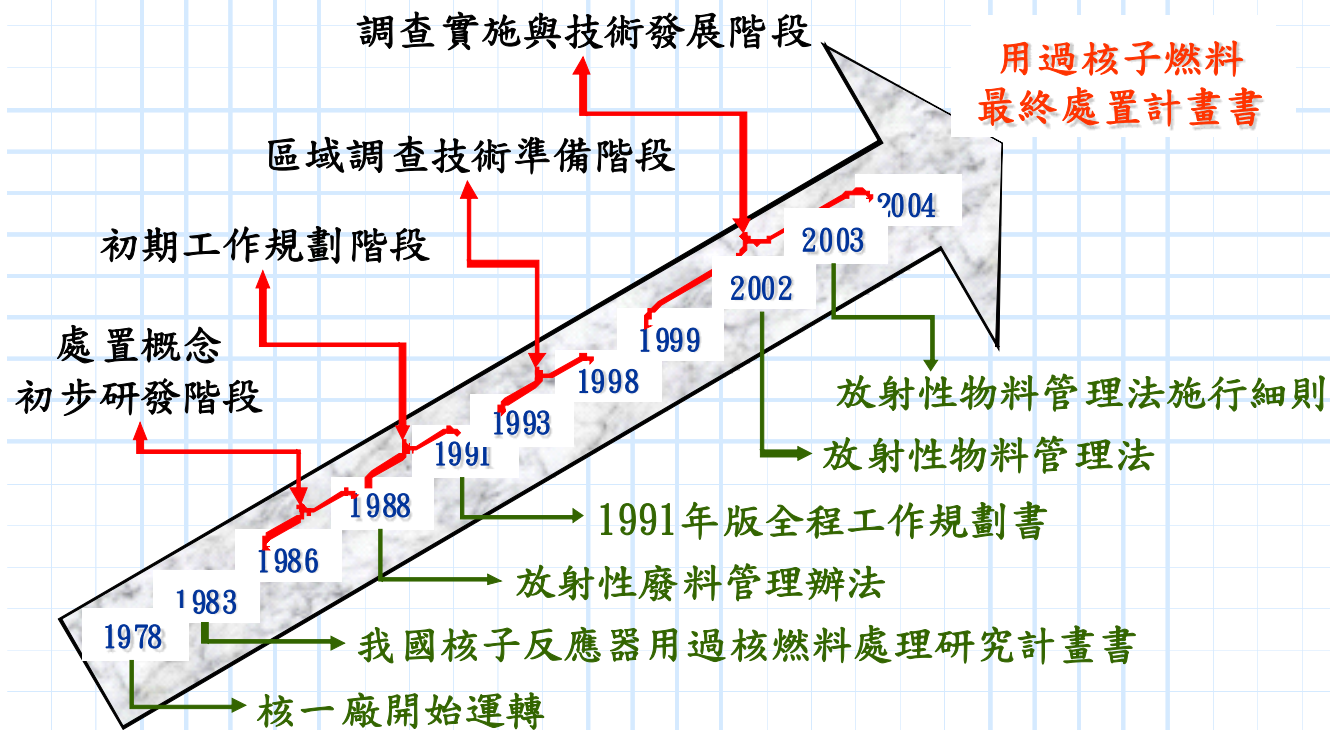 調查實施與技術發展階段
用過核子燃料
最終處置計畫書
區域調查技術準備階段
初期工作規劃階段
處置概念
初步研發階段
2004
2003
2002
1999
1998
1993
1991
1988
1986
1983
1978
放射性物料管理法施行細則
放射性物料管理法
1991年版全程工作規劃書
放射性廢料管理辦法
我國核子反應器用過核燃料處理研究計畫書
核一廠開始運轉